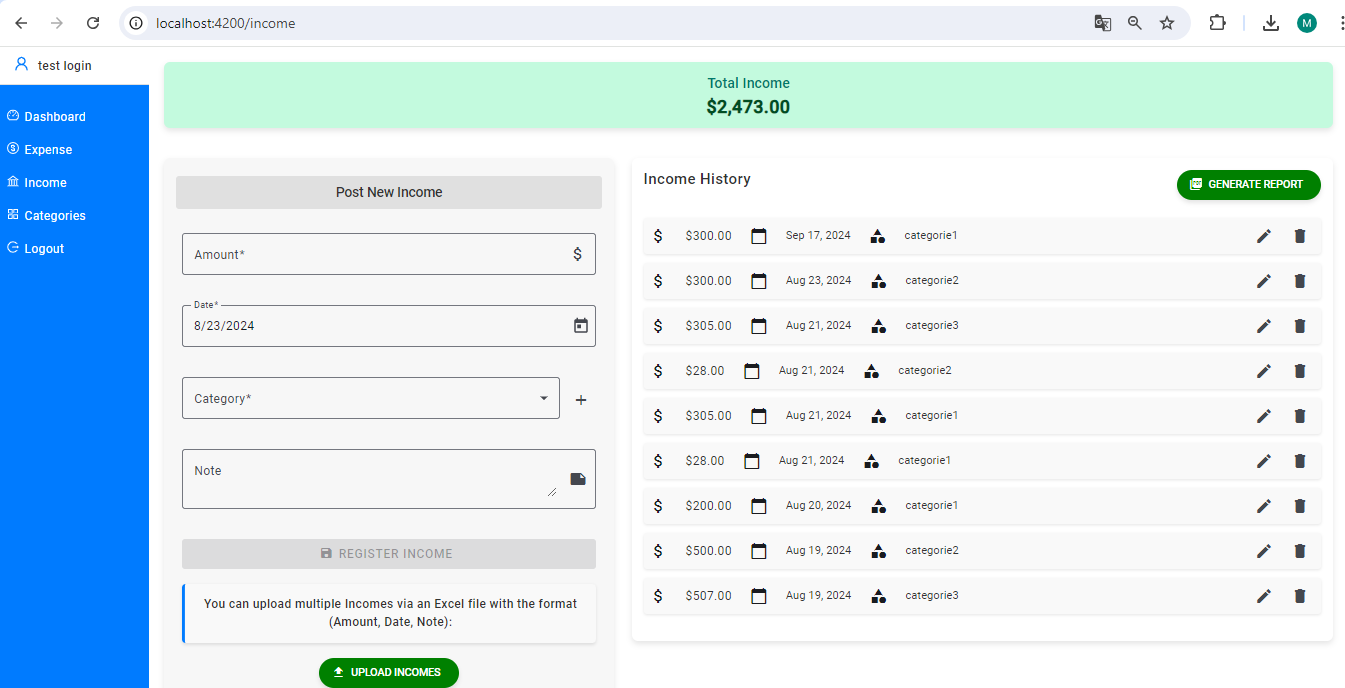 localhost:4200/income
M
test login
Dashboard
Expense
Income
Categories
Logout
Total Income
$2,473.00
Post New Income
Amount*
$
Date*
8/23/2024
Category*
+
Note
REGISTER INCOME
You can upload multiple Incomes via an Excel file with the format
(Amount, Date, Note):
UPLOAD INCOMES
Income History
GENERATE REPORT
$ $300.00 Sep 17, 2024 categorie1
$ $300.00 Aug 23, 2024 categorie2
$ $305.00 Aug 21, 2024 categorie3
$ $28.00 Aug 21, 2024 categorie2
$ $305.00 Aug 21, 2024 categorie1
$ $28.00 Aug 21, 2024 categorie1
$ $200.00 Aug 20, 2024 categorie1
$ $500.00 Aug 19, 2024 categorie2
$ $507.00 Aug 19, 2024 categorie3